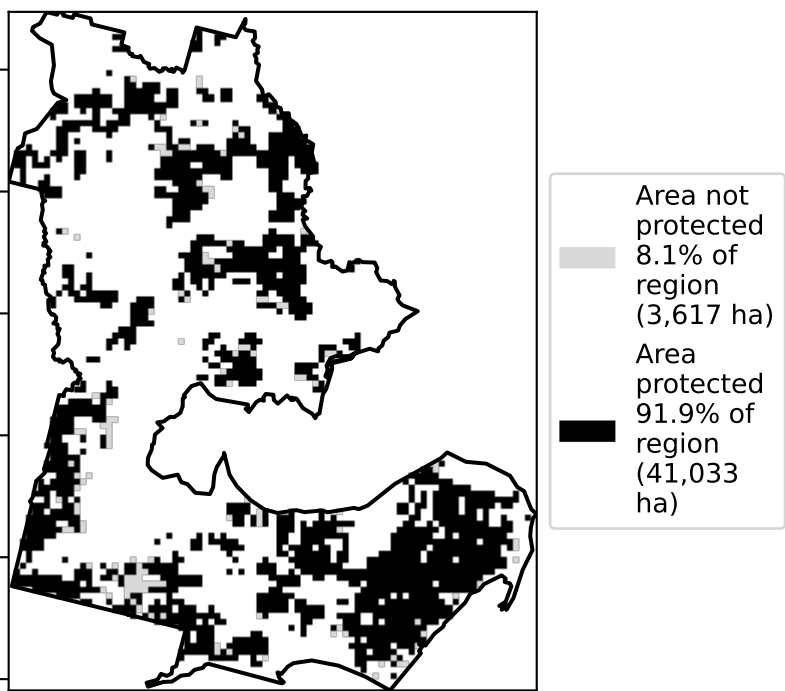 Area not
protected
8.1% of
region
(3,617 ha)
Area
protected
91.9% of
region
(41,033
ha)